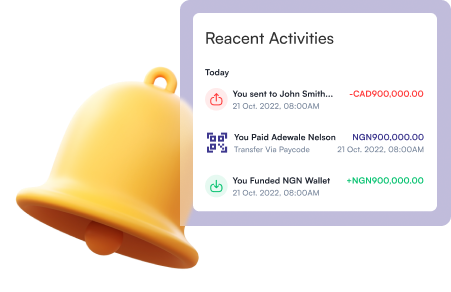 Reacent Activities
Today
You sent to John Smith... -CAD900,000.00
21 Oct. 2022, 08:00AM
You Paid Adewale Nelson NGN900,000.00
Transfer Via Paycode 21 Oct. 2022, 08:00AM
You Funded NGN Wallet +NGN900,000.00
21 Oct. 2022, 08:00AM